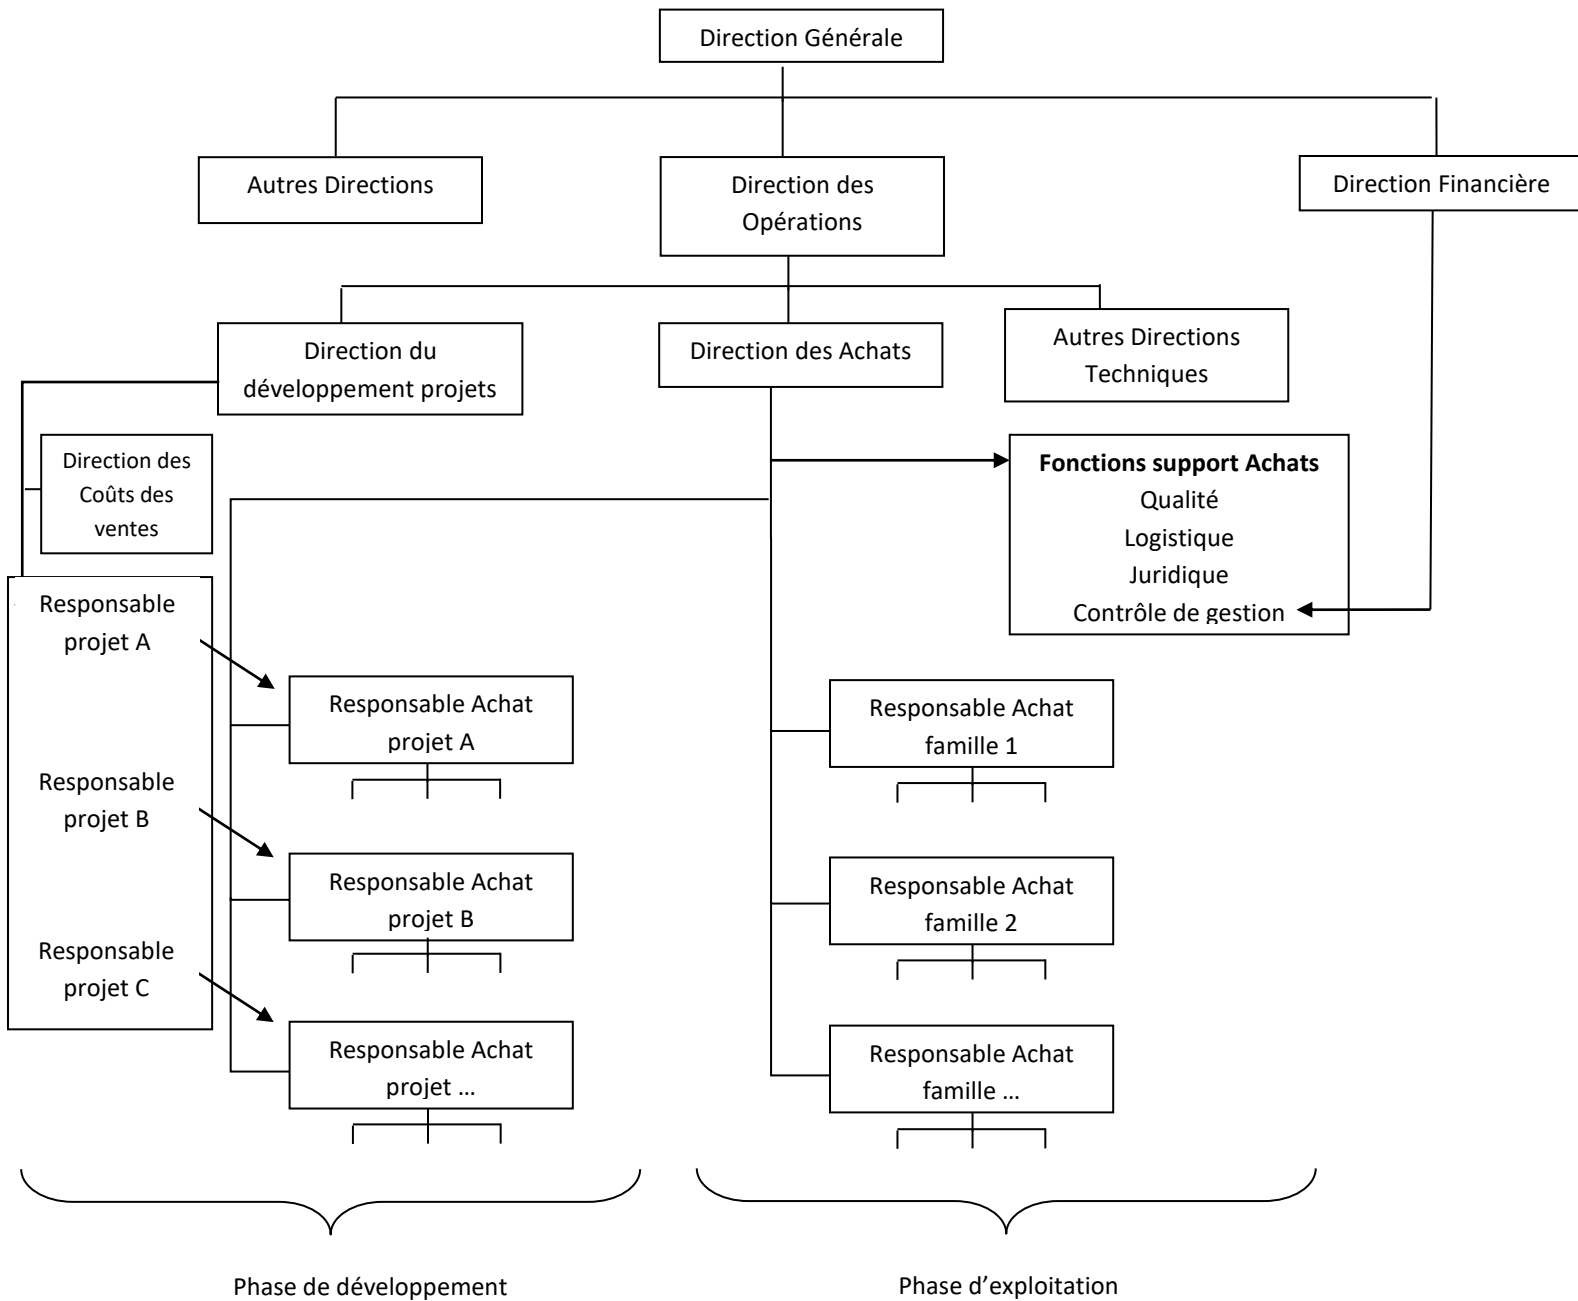 Direction Générale
Autres Directions
Direction des
Opérations
Direction Financière
Direction du
développement projets
Direction des Achats
Autres Directions
Techniques
Direction des
Coûts des
ventes
Fonctions support Achats
Qualité
Logistique
Juridique
Contrôle de gestion
Responsable
projet A
Responsable
projet B
Responsable
projet C
Responsable Achat
projet A
Responsable Achat
projet B
Responsable Achat
projet ...
Responsable Achat
famille 1
Responsable Achat
famille 2
Responsable Achat
famille ...
Phase de développement
Phase d’exploitation